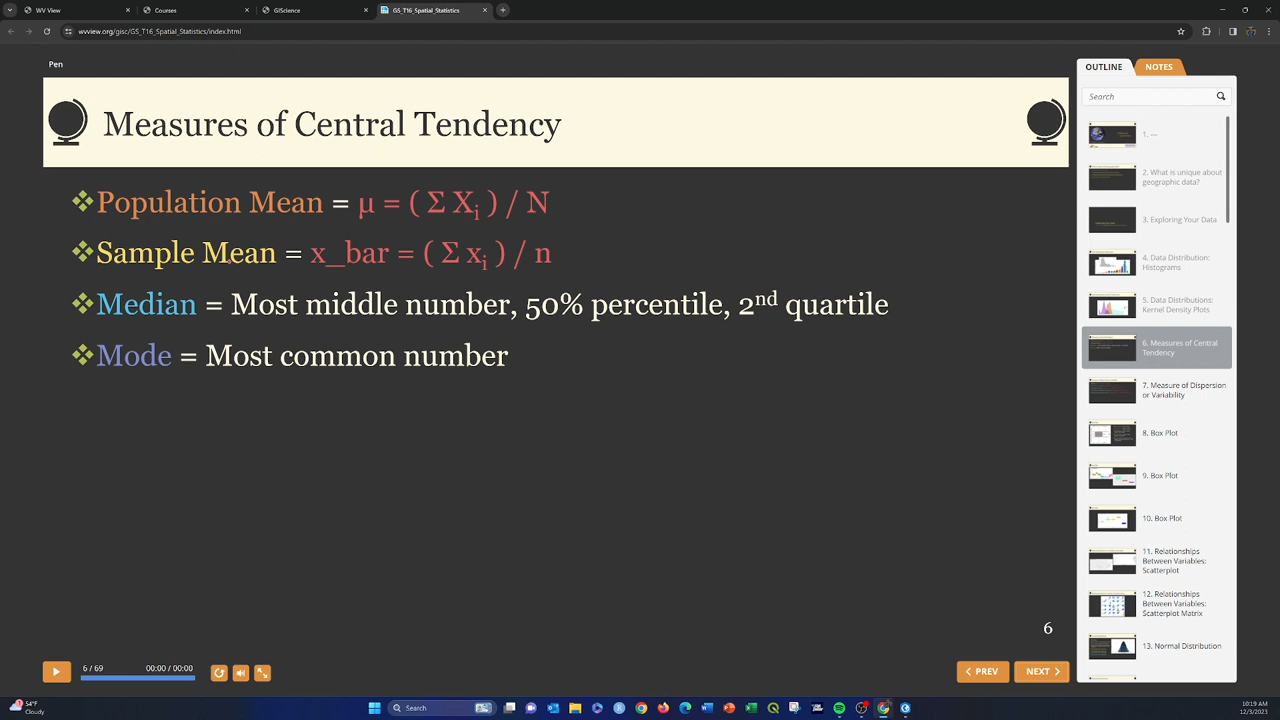 WV View
Courses
GIScience
GS_T16_Spatial_Statistics
wvview.org/gisc/GS_T16_Spatial_Statistics/index.html
Pen
Measures of Central Tendency
❖Population Mean = μ = ( Σ Xi ) / N
❖Sample Mean = x_bar = ( Σ xi ) / n
❖Median = Most middle number, 50% percentile, 2nd quartile
❖Mode = Most common number
6
6 / 69
00:00 / 00:00
PREV
NEXT
OUTLINE
NOTES
Search
1. ---
2. What is unique about
geographic data?
3. Exploring Your Data
4. Data Distribution:
Histograms
5. Data Distributions:
Kernel Density Plots
6. Measures of Central
Tendency
7. Measure of Dispersion
or Variability
8. Box Plot
9. Box Plot
10. Box Plot
11. Relationships
Between Variables:
Scatterplot
12. Relationships
Between Variables:
Scatterplot Matrix
13. Normal Distribution
54°F
Cloudy
Search
10:19 AM
12/3/2023